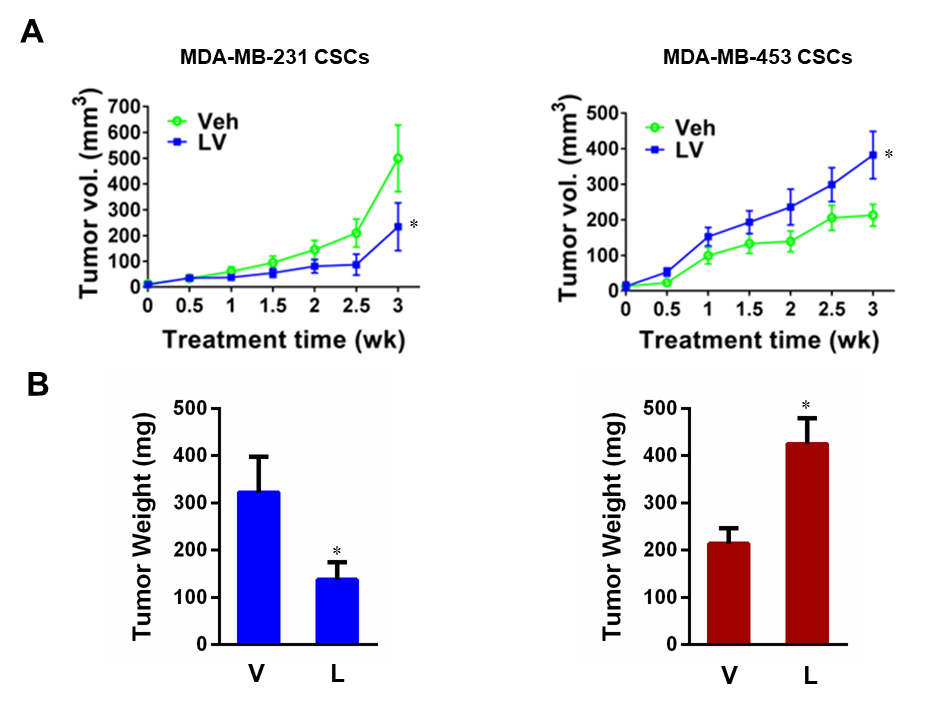 A
MDA-MB-231 CSCs
Tumor vol. (mm³)
700
600
500
400
300
200
100
0
Veh
LV
*
0 0.5 1 1.5 2 2.5 3
Treatment time (wk)
MDA-MB-453 CSCs
Tumor vol. (mm³)
500
400
300
200
100
0
Veh
LV
*
0 0.5 1 1.5 2 2.5 3
Treatment time (wk)
B
Tumor Weight (mg)
500
400
300
200
100
0
*
V L
Tumor Weight (mg)
500
400
300
200
100
0
*
V L